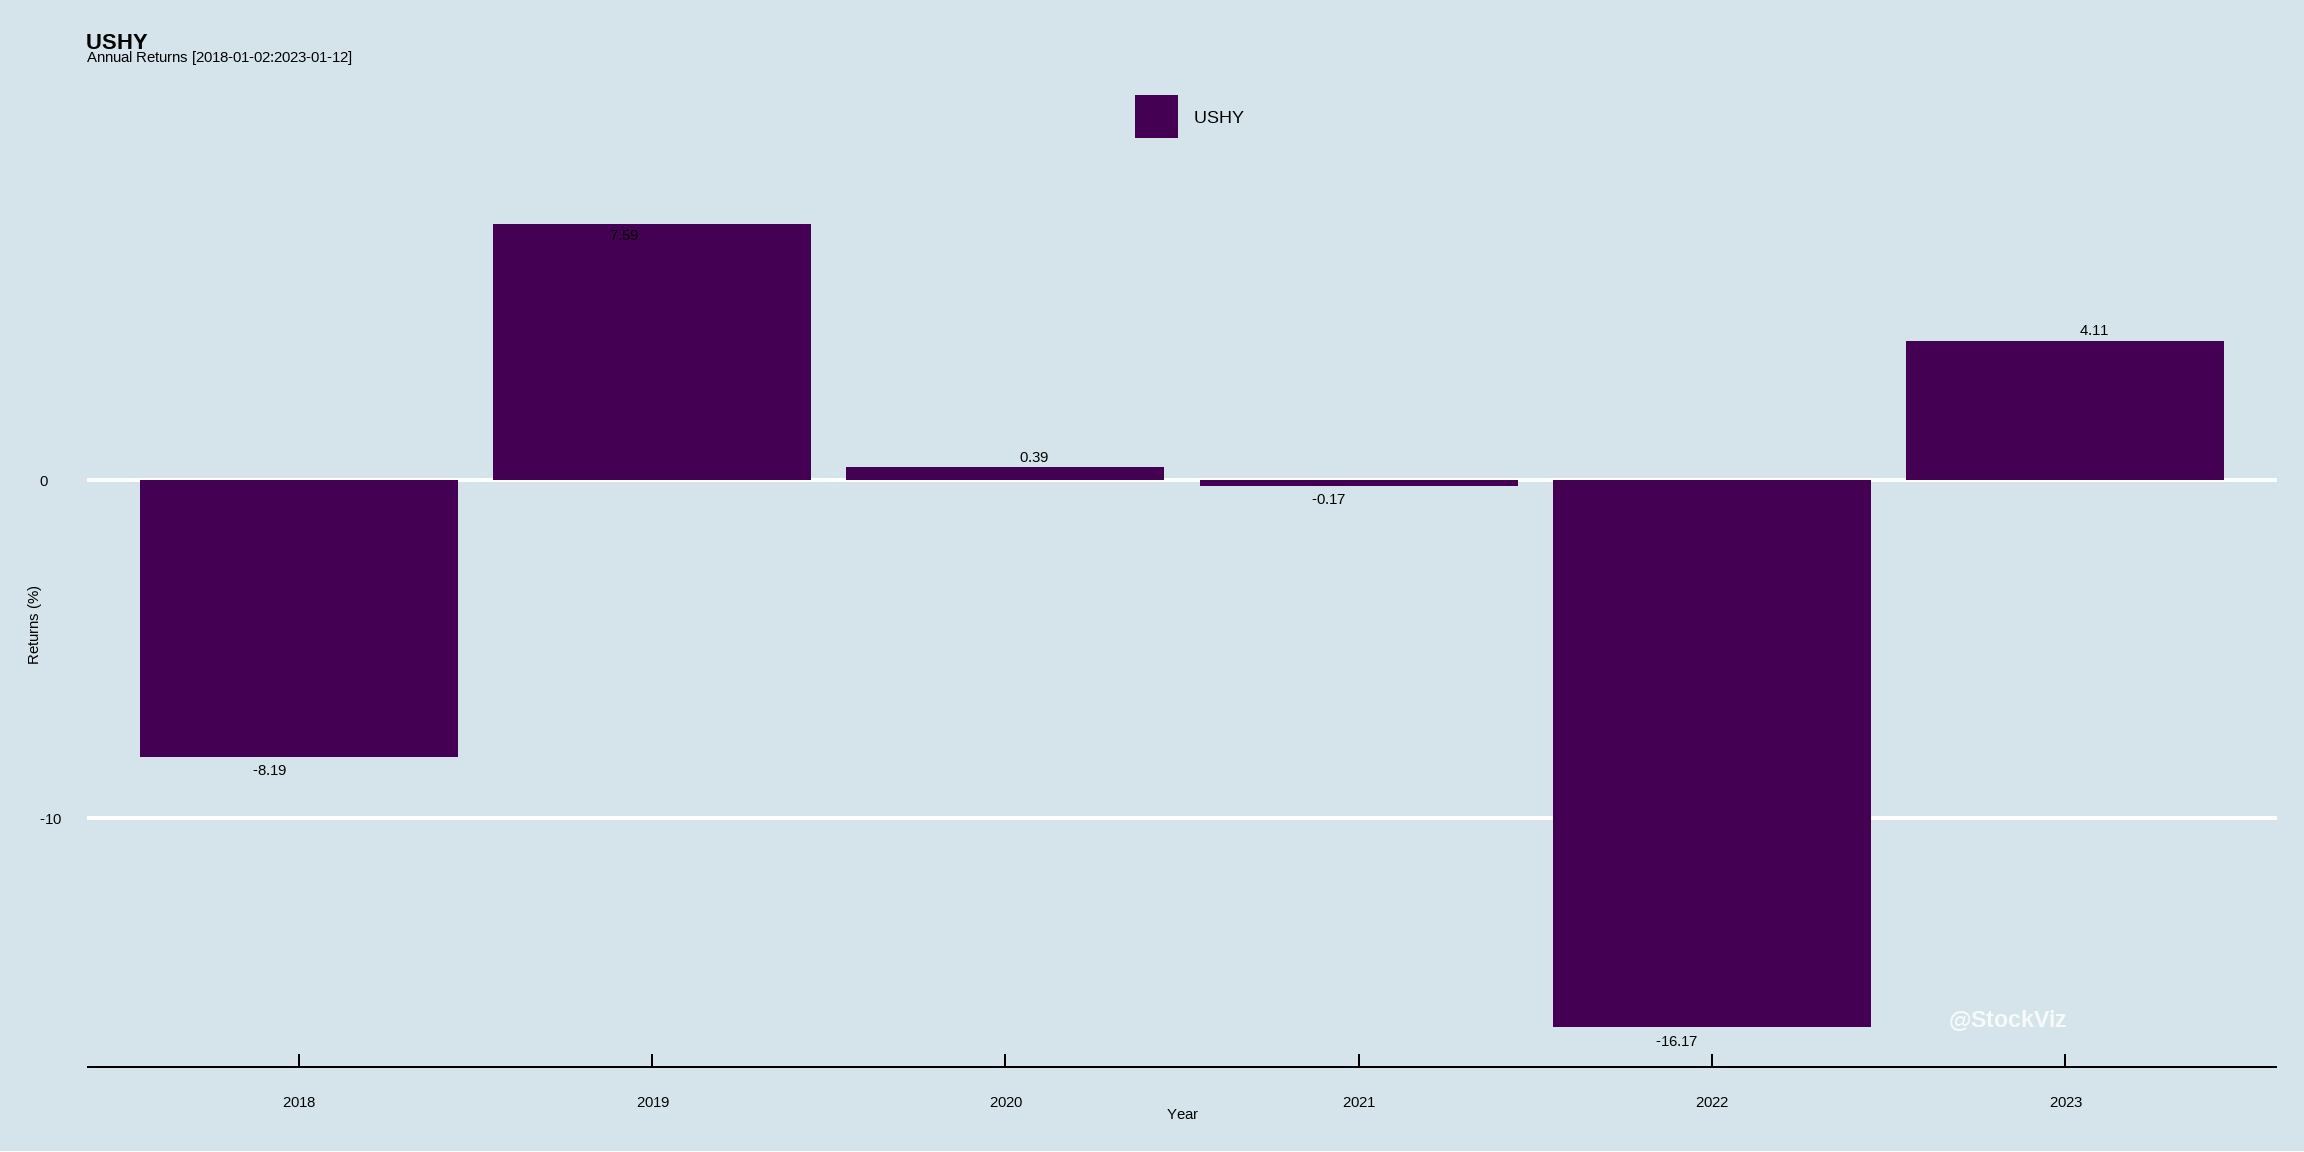 USHY
Annual Returns [2018-01-02:2023-01-12]
USHY
7.59
4.11
0.39
0
-0.17
Returns (%)
-8.19
-10
@StockViz
-16.17
2018
2019
2020
2021
2022
2023
Year